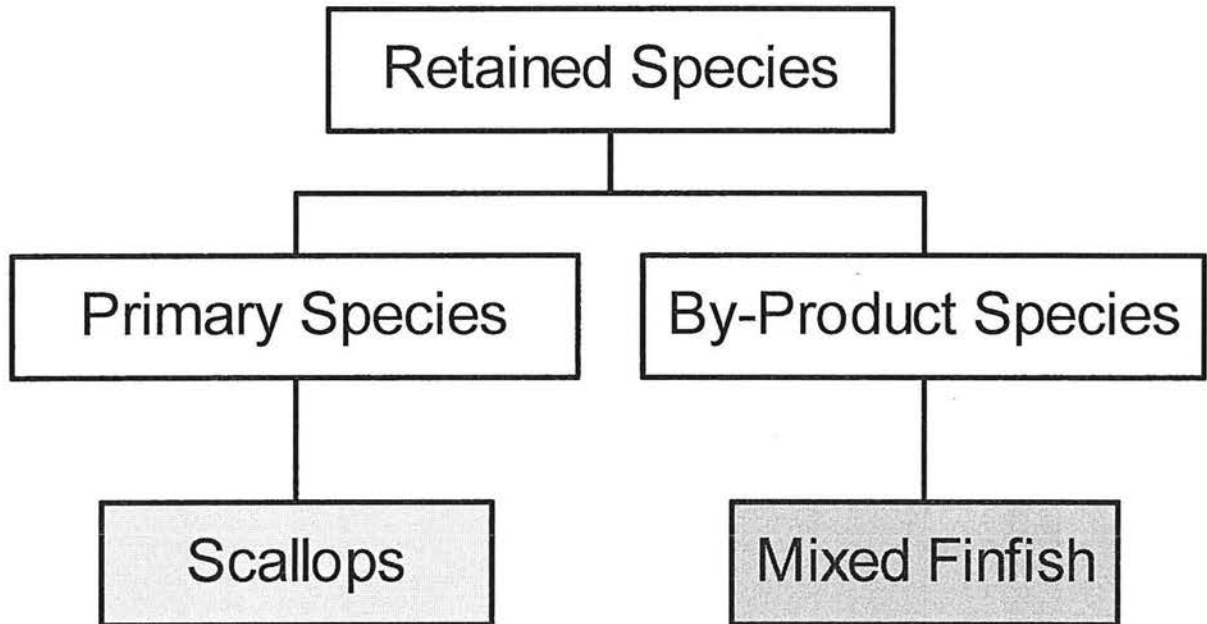 Retained Species
Primary Species
By-Product Species
Scallops
Mixed Finfish